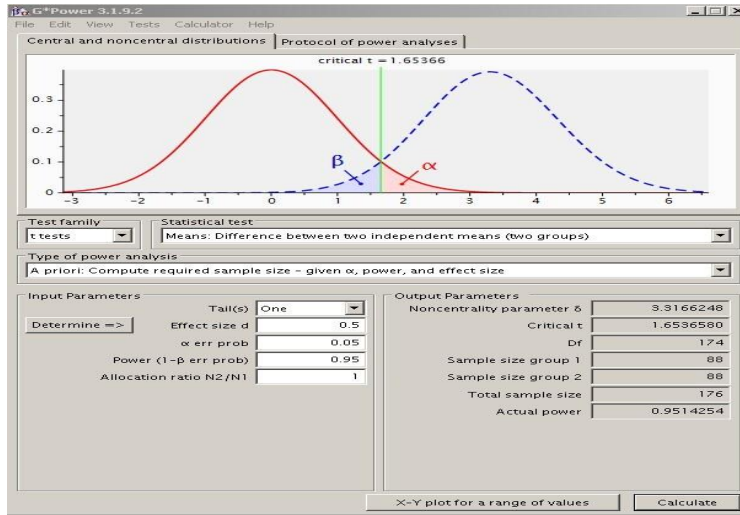 G*Power 3.1.9.2
File Edit View Tests Calculator Help
Central and noncentral distributions Protocol of power analyses
critical t = 1.65366
0.3
0.2
β α
0.1
0
-3 -2 -1 0 1 2 3 4 5 6
Test family Statistical test
t tests Means: Difference between two independent means (two groups)
Type of power analysis
A priori: Compute required sample size - given α, power, and effect size
Input Parameters Output Parameters
Tail(s) One Noncentrality parameter δ 3.3166248
Determine => Effect size d 0.5 Critical t 1.6536580
α err prob 0.05 Df 174
Power (1-β err prob) 0.95 Sample size group 1 88
Allocation ratio N2/N1 1 Sample size group 2 88
Total sample size 176
Actual power 0.9514254
X-Y plot for a range of values Calculate